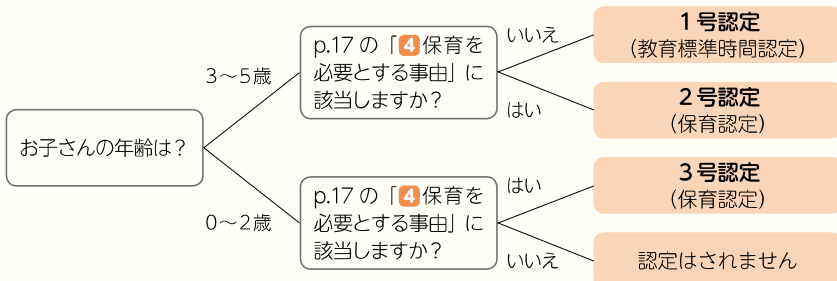 お子さんの年齢は？
3～5歳
p.17 の「4 保育を
必要とする事由」に
該当しますか？
いいえ
1号認定
（教育標準時間認定）
はい
2号認定
（保育認定）
0～2歳
p.17 の「4 保育を
必要とする事由」に
該当しますか？
はい
3号認定
（保育認定）
いいえ
認定はされません